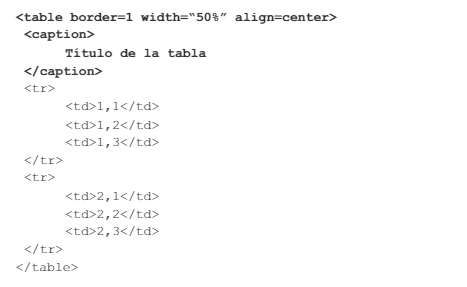 <table border=1 width="50%" align=center>
<caption>
Título de la tabla
</caption>
<tr>
<td>1,1</td>
<td>1,2</td>
<td>1,3</td>
</tr>
<tr>
<td>2,1</td>
<td>2,2</td>
<td>2,3</td>
</tr>
</table>